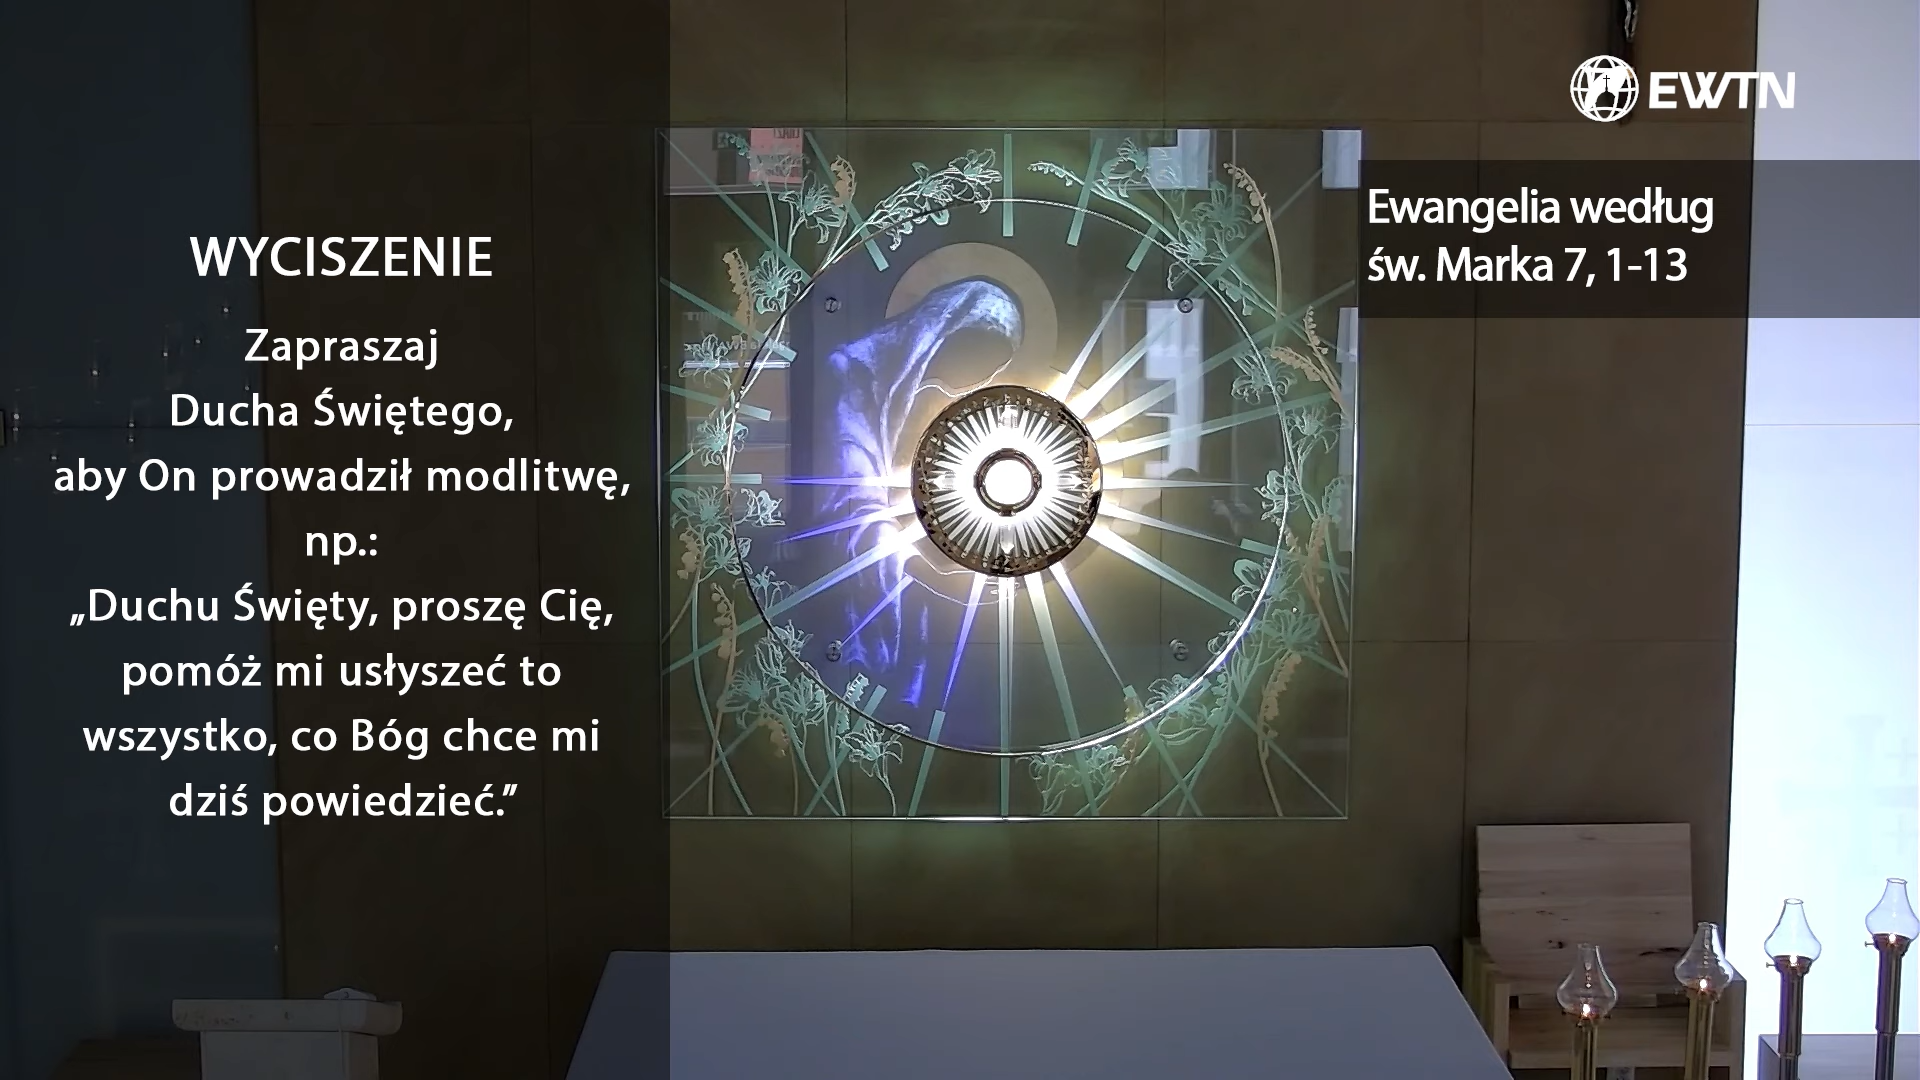 WYCISZENIE
Zapraszaj
Ducha Świętego,
aby On prowadził modlitwę,
np.:
„Duchu Święty, proszę Cię,
pomóż mi usłyszeć to
wszystko, co Bóg chce mi
dziś powiedzieć.”
EWTN
Ewangelia według
św. Marka 7, 1-13